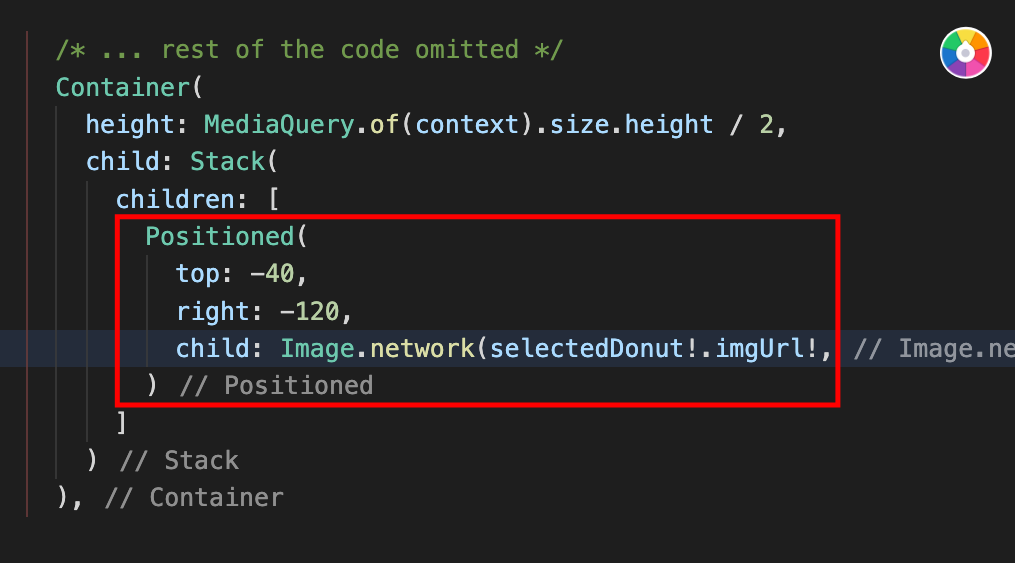 /* ... rest of the code omitted */
Container(
height: MediaQuery.of(context).size.height / 2,
child: Stack(
children: [
Positioned(
top: -40,
right: -120,
child: Image.network(selectedDonut!.imgUrl!, // Image.ne
) // Positioned
]
) // Stack
), // Container